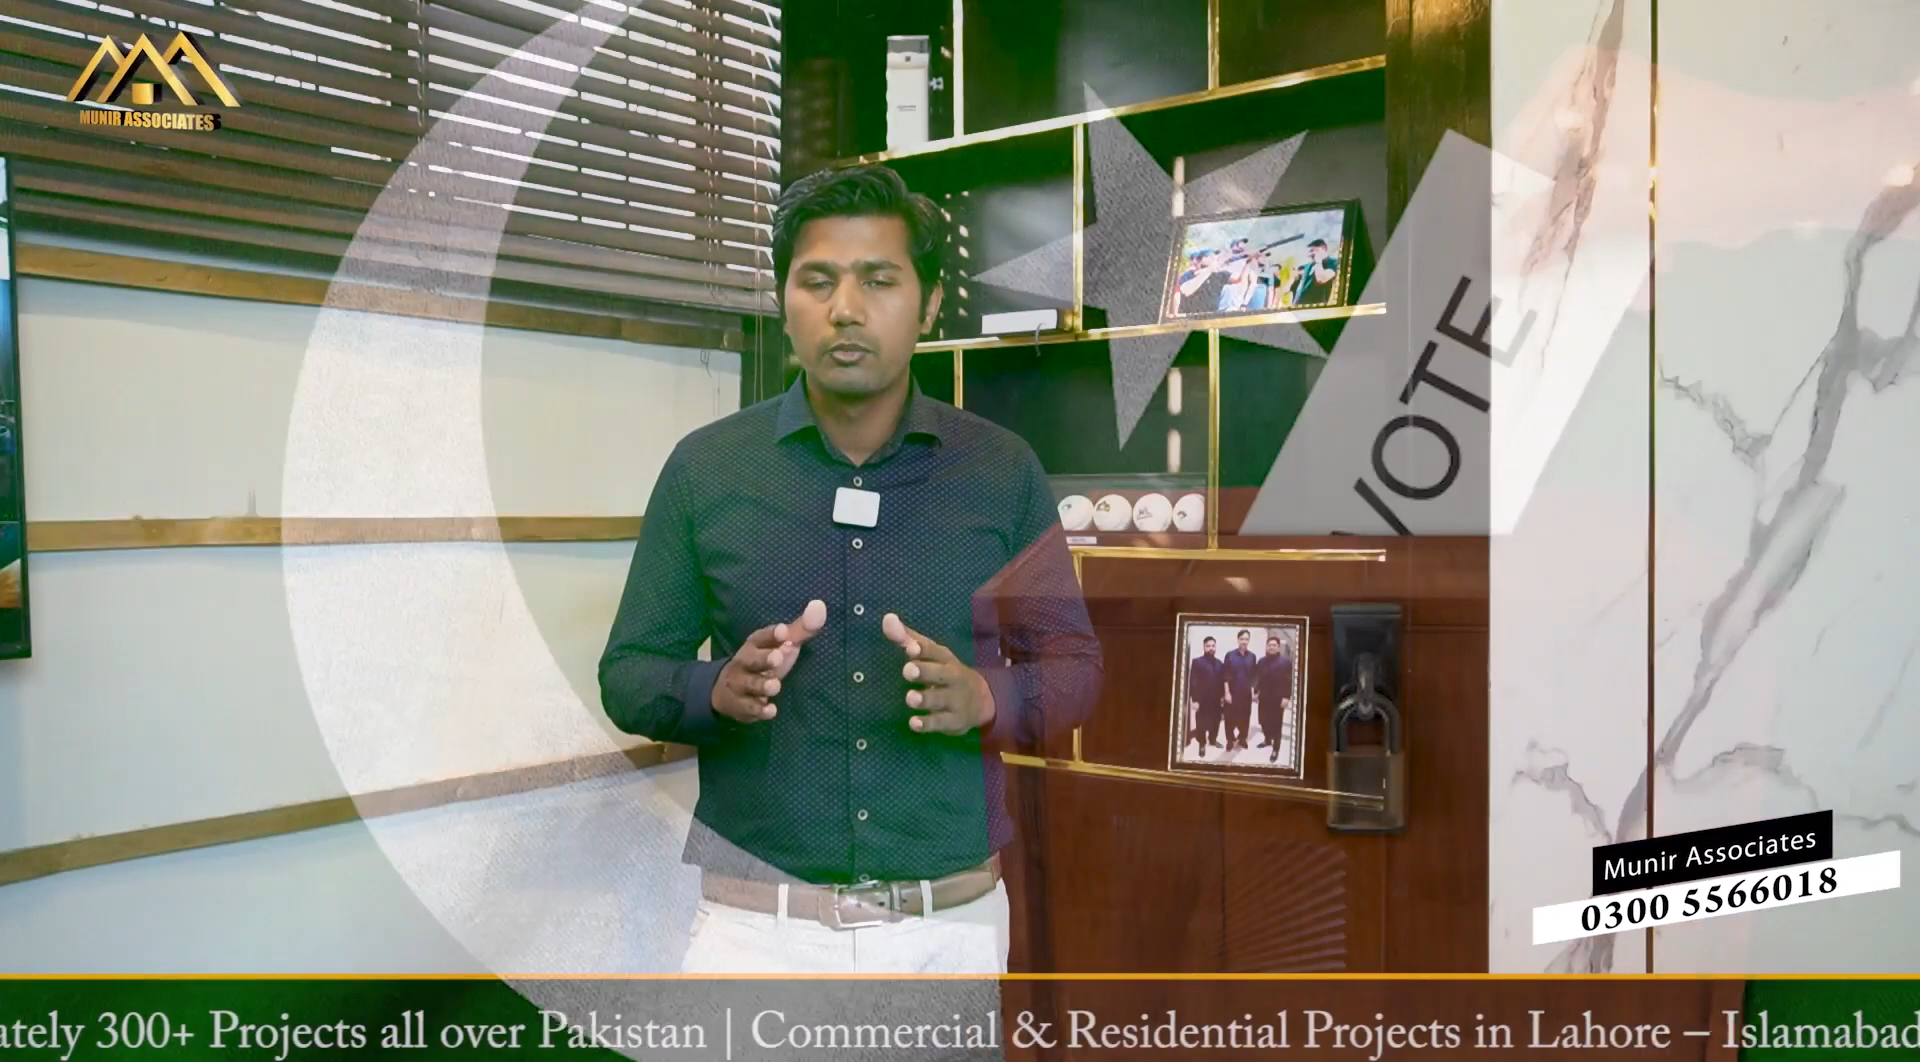 MUNIR ASSOCIATES
VOTE
Munir Associates
0300 5566018
ately 300+ Projects all over Pakistan | Commercial & Residential Projects in Lahore – Islamabad